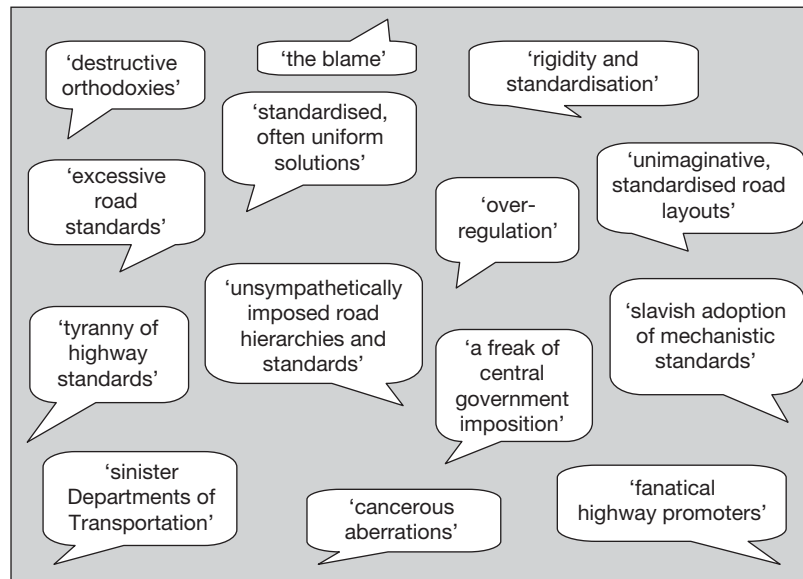 ‘destructive
orthodoxies’
‘the blame’
‘rigidity and
standardisation’
‘standardised,
often uniform
solutions’
‘unimaginative,
standardised road
layouts’
‘excessive
road
standards’
‘over-
regulation’
‘unsympathetically
imposed road
hierarchies and
standards’
‘slavish adoption
of mechanistic
standards’
‘tyranny of
highway
standards’
‘a freak of
central
government
imposition’
‘sinister
Departments of
Transportation’
‘cancerous
aberrations’
‘fanatical
highway promoters’